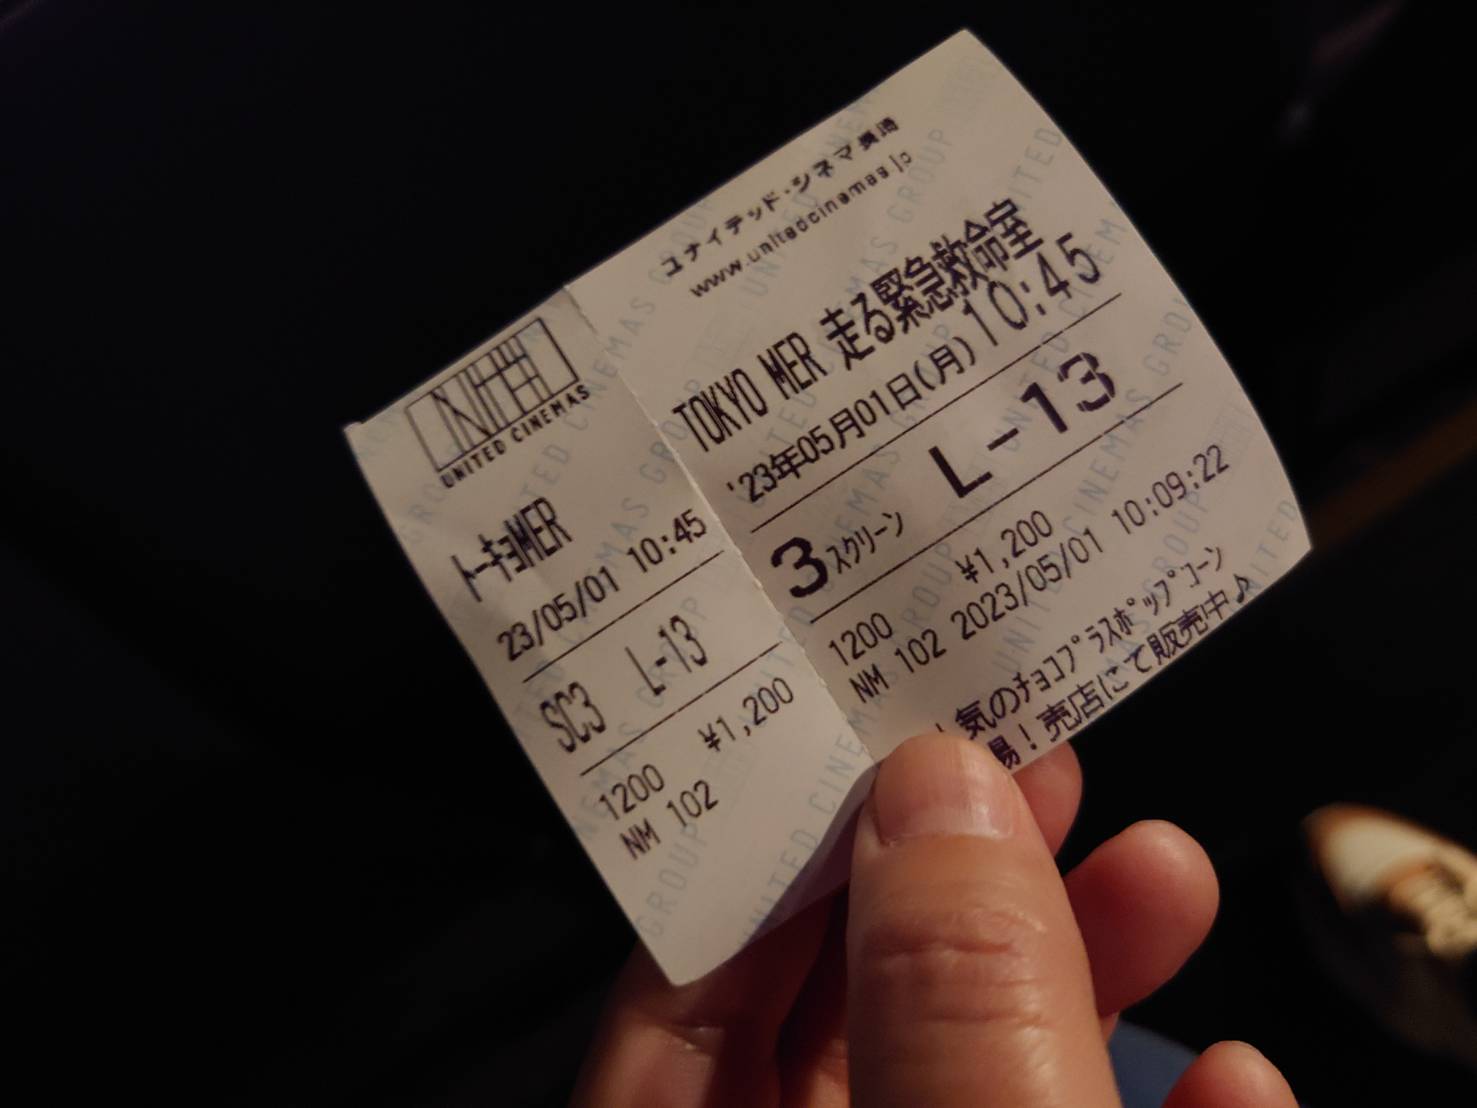 UNITED CINEMAS
トーキョMER
23/05/01 10:45
SC3 L-13
¥1,200
1200
NM 102
ユナイテッド・シネマ長崎
www.unitedcinemas.jp
TOKYO MER 走る緊急救命室
'23年05月01日(月) 10:45
3スクリーン L-13
¥1,200
1200
NM 102 2023/05/01 10:09:22
気のチョコプラスポップコーン
場!売店にて販売中♪